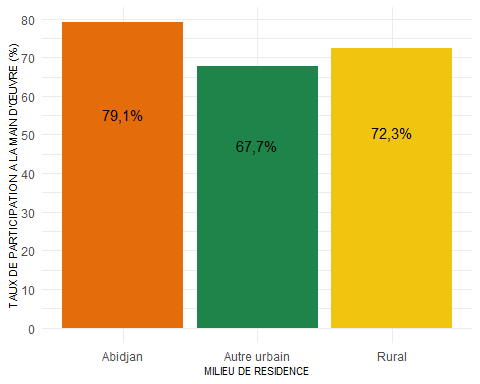 TAUX DE PARTICIPATION A LA MAIN D'ŒUVRE (%)
80
70
60
50
40
30
20
10
0
79,1%
67,7%
72,3%
Abidjan
Autre urbain
Rural
MILIEU DE RESIDENCE